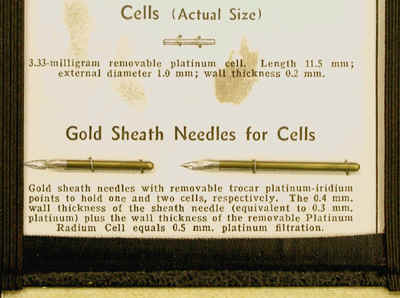 Cells (Actual Size)
3.33-milligram removable platinum cell. Length 11.5 mm;
external diameter 1.0 mm; wall thickness 0.2 mm.
Gold Sheath Needles for Cells
Gold sheath needles with removable trocar platinum-iridium
points to hold one and two cells, respectively. The 0.4 mm.
wall thickness of the sheath needle (equivalent to 0.3 mm.
platinum) plus the wall thickness of the removable Platinum
Radium Cell equals 0.5 mm. platinum filtration.